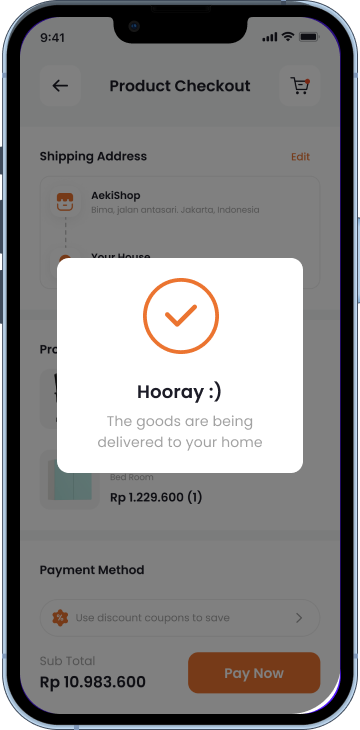 9:41
Product Checkout
Shipping Address
Edit
AekiShop
Bima, jalan antasari. Jakarta, Indonesia
Your House
Hooray :)
The goods are being
delivered to your home
Bed Room
Rp 1.229.600 (1)
Payment Method
%
Use discount coupons to save
Sub Total
Rp 10.983.600
Pay Now